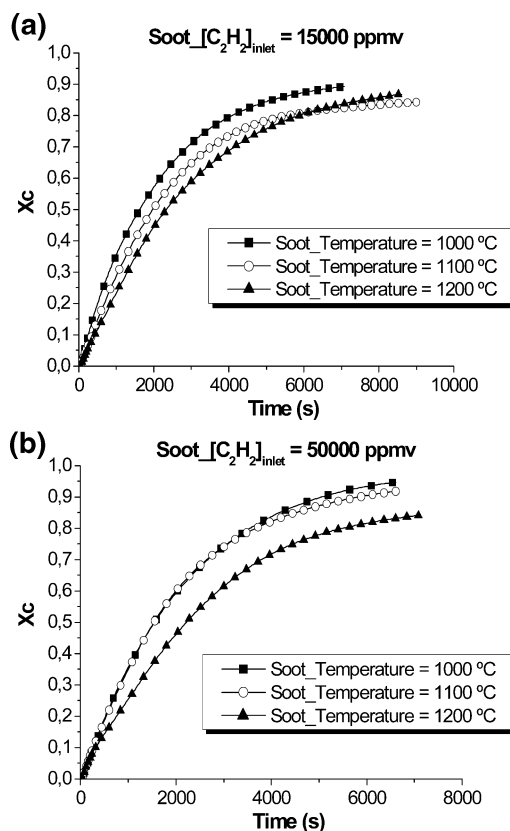 (a)
Soot_[C₂H₂]inlet = 15000 ppmv
1,0
0,9
0,8
0,7
0,6
0,5
0,4
0,3
0,2
0,1
0,0
Xc
Soot_Temperature = 1000 ºC
Soot_Temperature = 1100 ºC
Soot_Temperature = 1200 ºC
0 2000 4000 6000 8000 10000
Time (s)
(b)
Soot_[C₂H₂]inlet = 50000 ppmv
1,0
0,9
0,8
0,7
0,6
0,5
0,4
0,3
0,2
0,1
0,0
Xc
Soot_Temperature = 1000 ºC
Soot_Temperature = 1100 ºC
Soot_Temperature = 1200 ºC
0 2000 4000 6000 8000
Time (s)